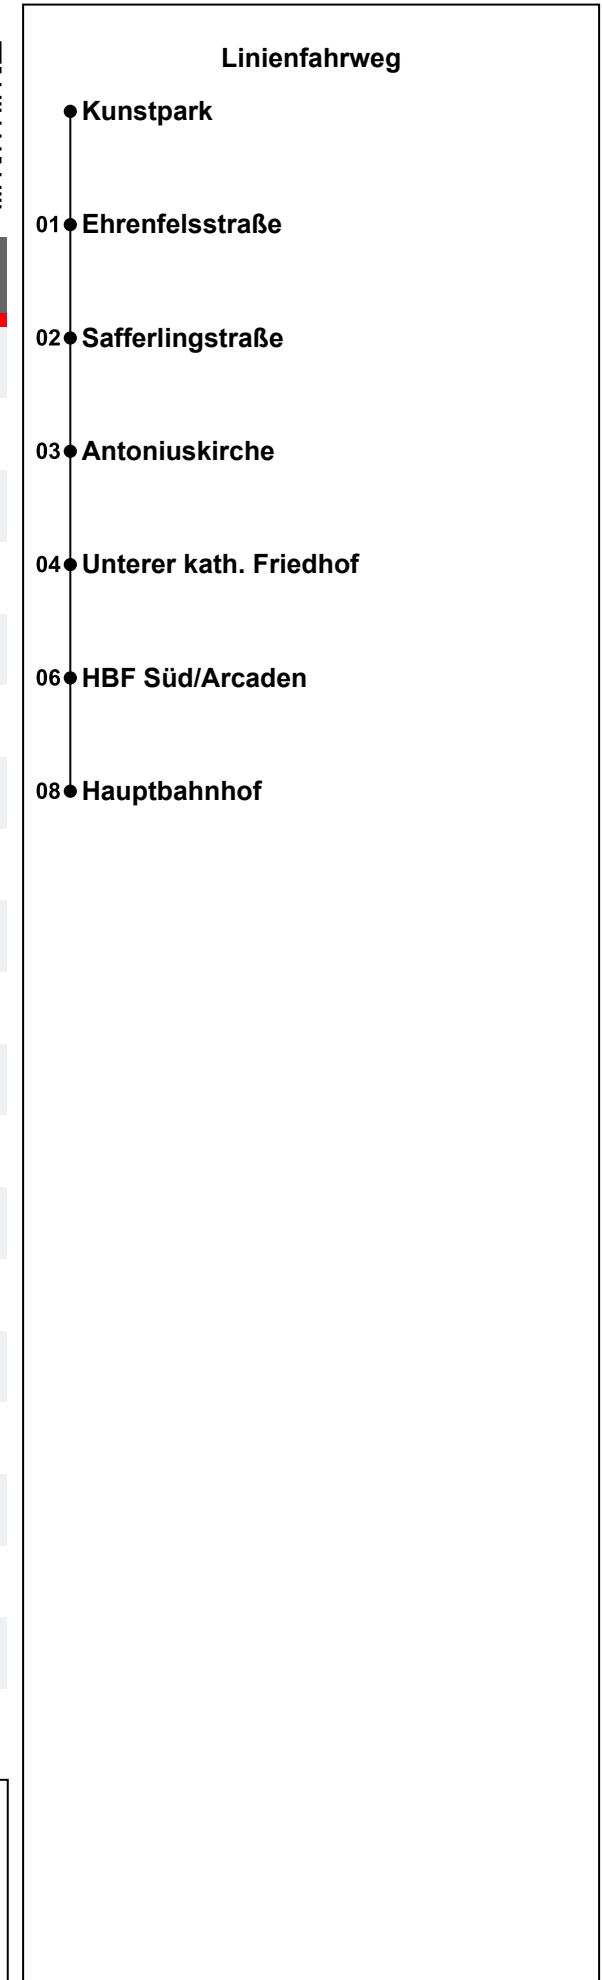 Linienfahrweg
Kunstpark
01 Ehrenfelsstraße
02 Safferlingstraße
03 Antoniuskirche
04 Unterer kath. Friedhof
06 HBF Süd/Arcaden
08 Hauptbahnhof